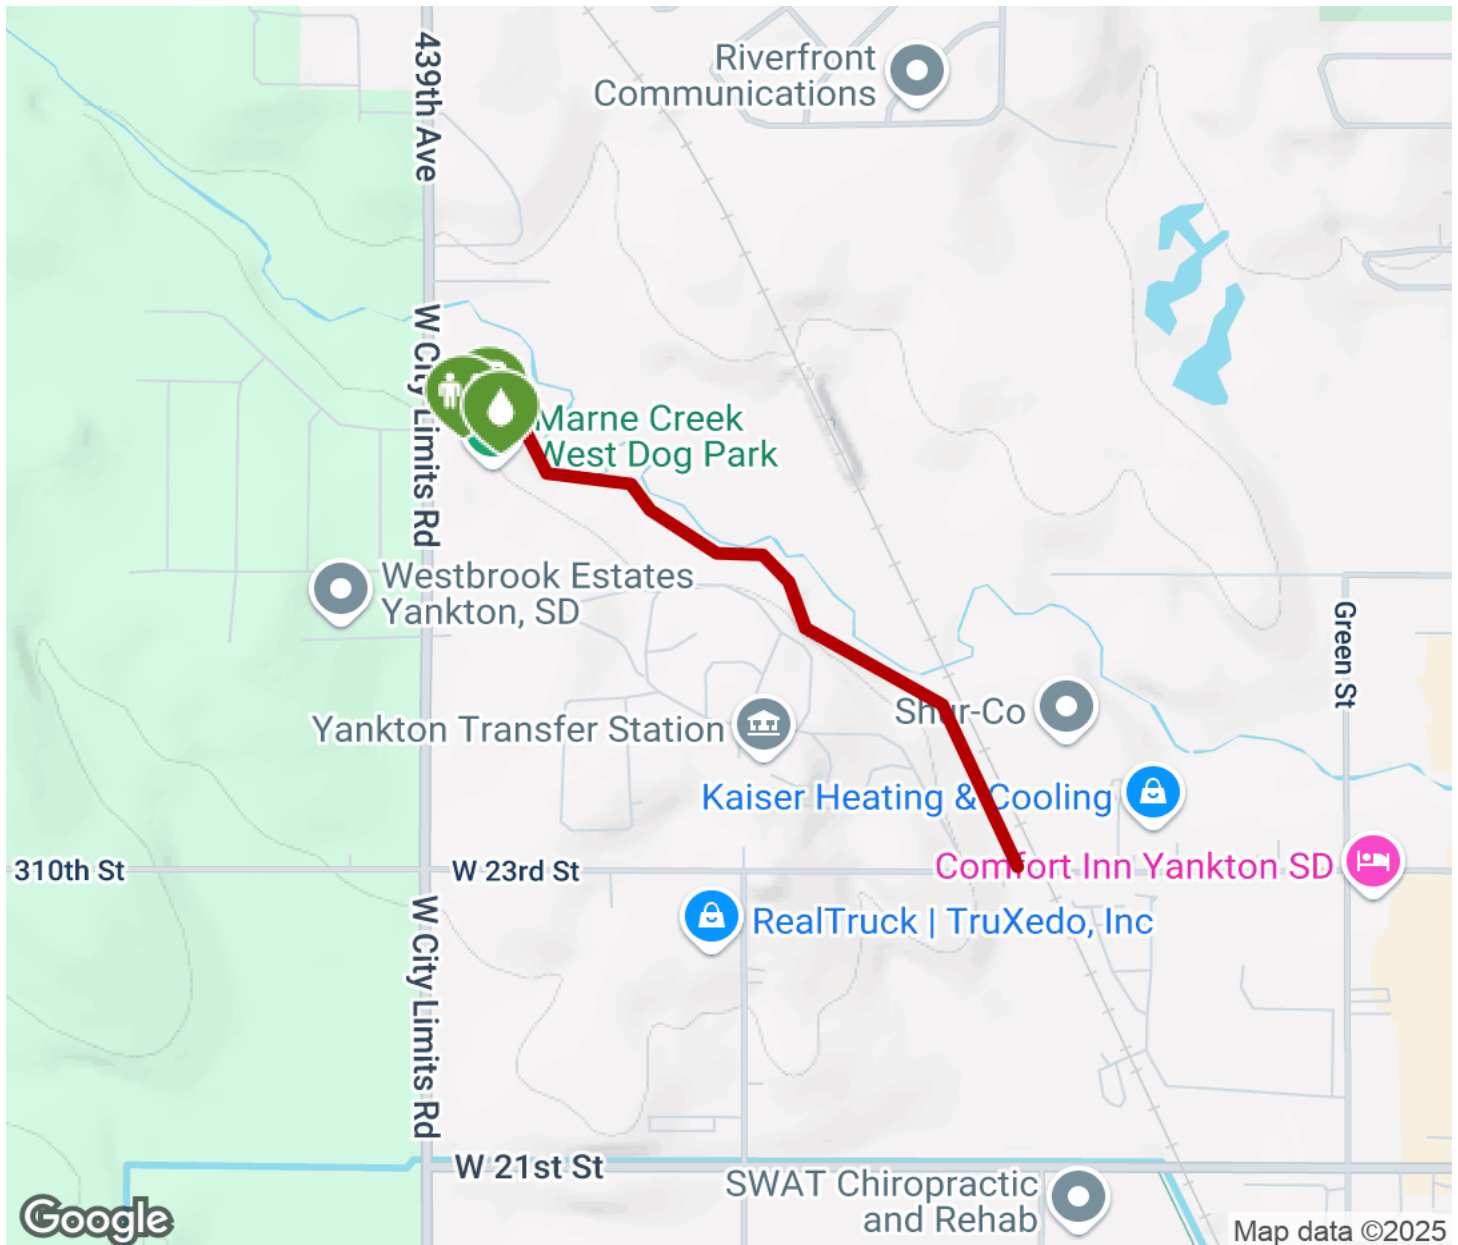 439th Ave
Riverfront
Communications
W City Limits Rd
Marne Creek
West Dog Park
Westbrook Estates
Yankton, SD
Green St
Shur-Co
Yankton Transfer Station
Kaiser Heating & Cooling
310th St
W 23rd St
Comfort Inn Yankton SD
RealTruck | TruXedo, Inc
W City Limits Rd
W 21st St
SWAT Chiropractic
and Rehab
Google
Map data ©2025